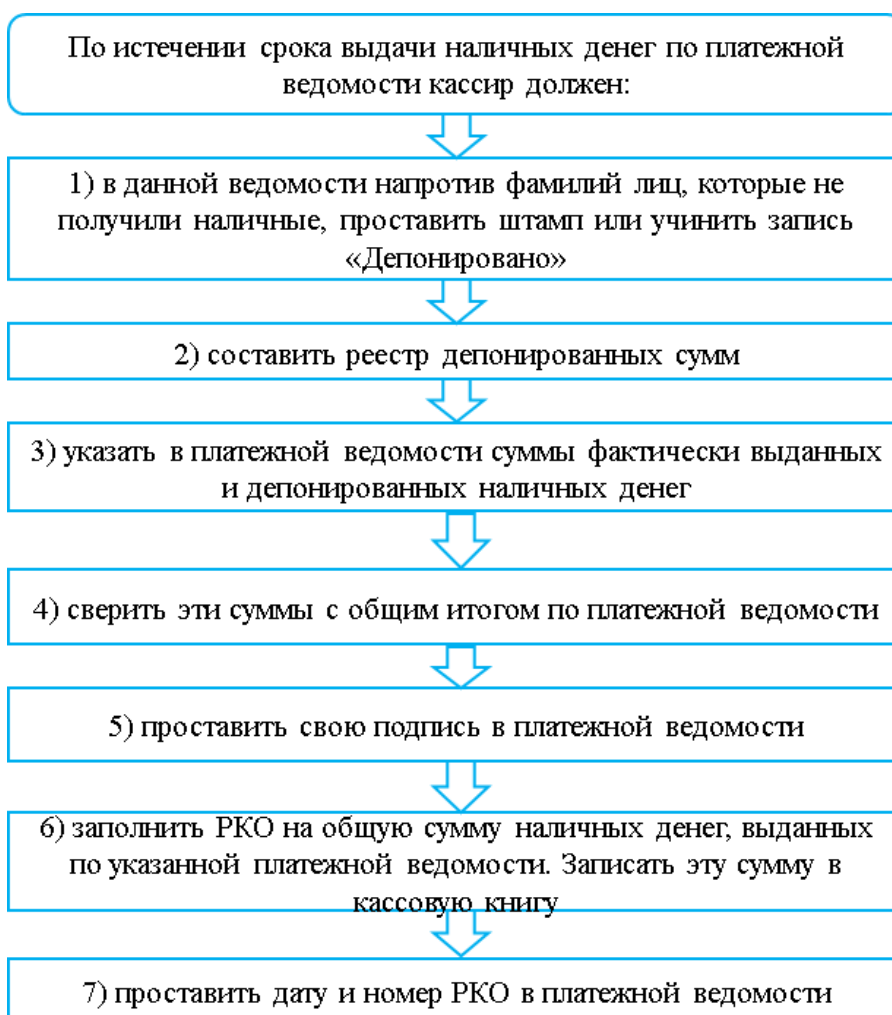 По истечении срока выдачи наличных денег по платежной
ведомости кассир должен:
1) в данной ведомости напротив фамилий лиц, которые не
получили наличные, проставить штамп или учинить запись
«Депонировано»
2) составить реестр депонированных сумм
3) указать в платежной ведомости суммы фактически выданных
и депонированных наличных денег
4) сверить эти суммы с общим итогом по платежной ведомости
5) проставить свою подпись в платежной ведомости
6) заполнить РКО на общую сумму наличных денег, выданных
по указанной платежной ведомости. Записать эту сумму в
кассовую книгу
7) проставить дату и номер РКО в платежной ведомости